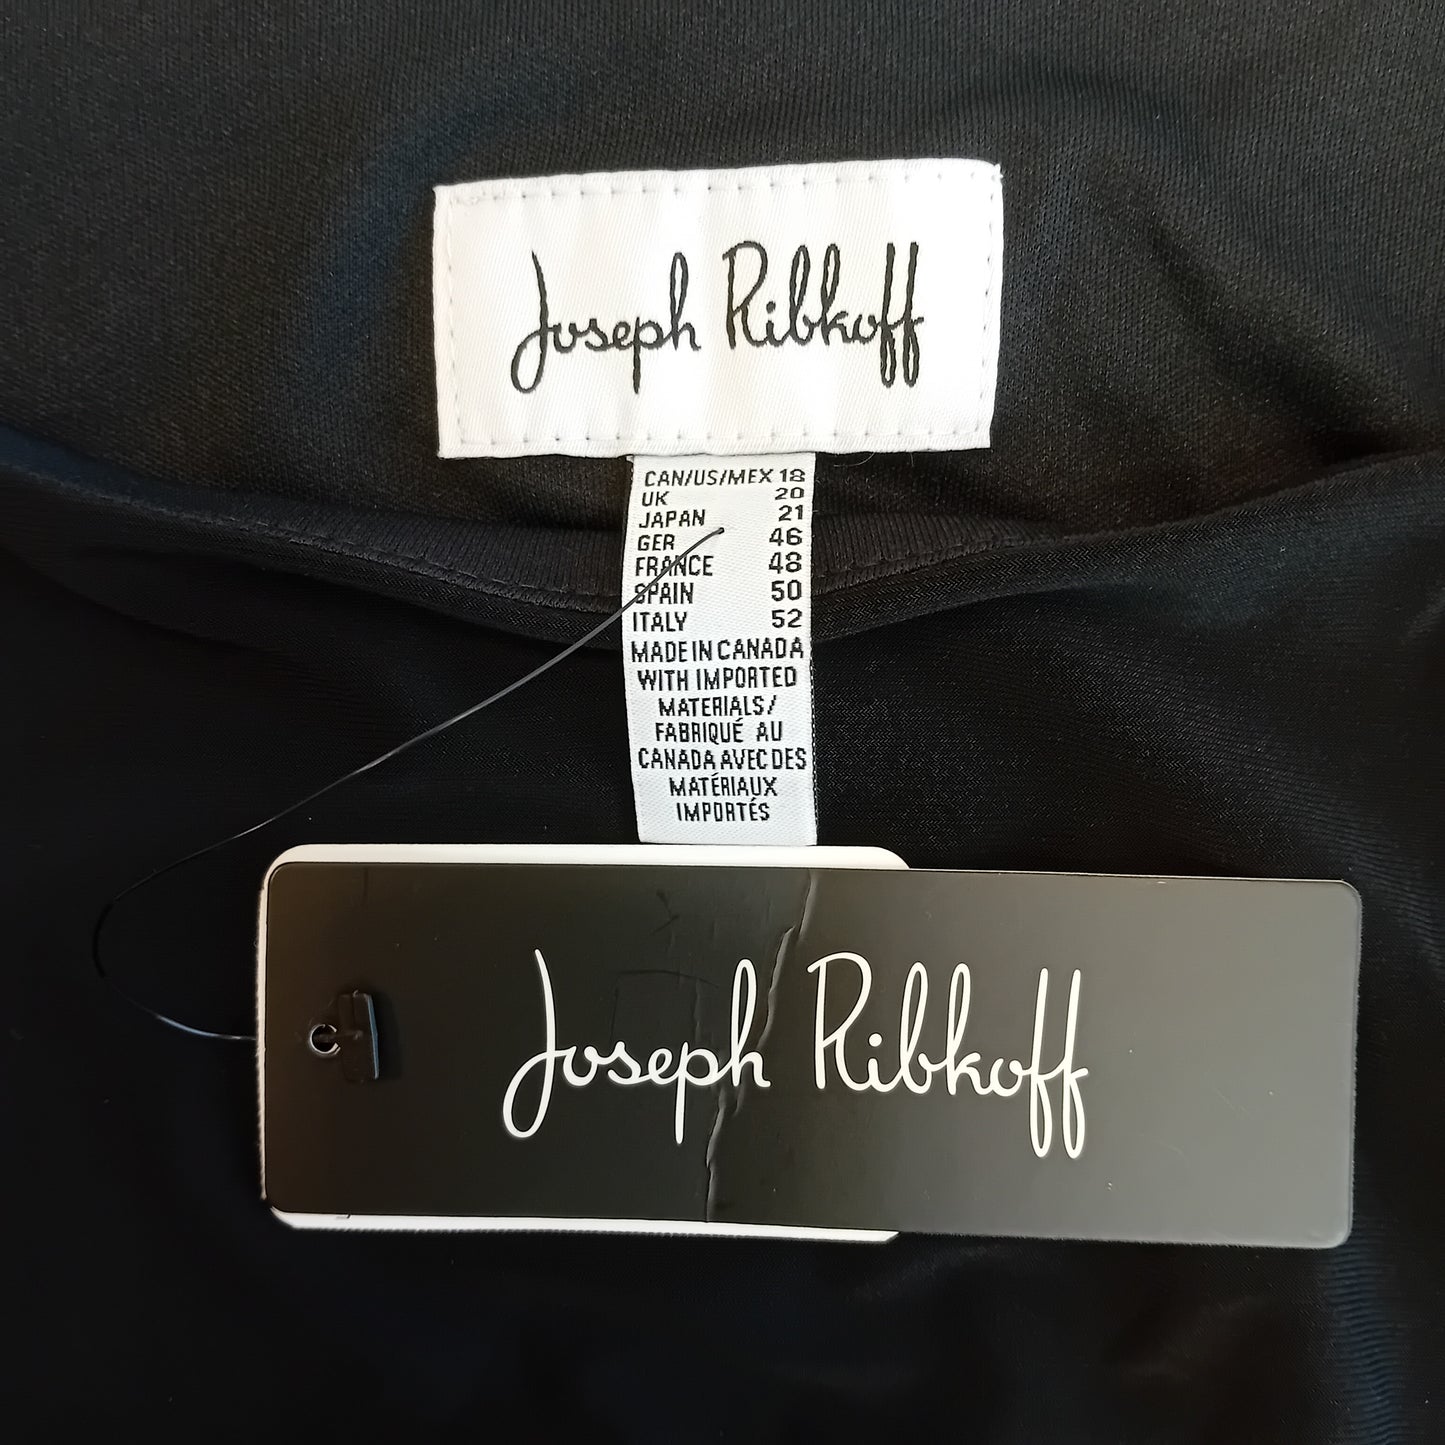 Joseph Ribkoff
CAN/US/MEX 18
UK 20
JAPAN 21
GER 46
FRANCE 48
SPAIN 50
ITALY 52
MADE IN CANADA
WITH IMPORTED
MATERIALS/
FABRIQUÉ AU
CANADA AVEC DES
MATÉRIAUX
IMPORTÉS
Joseph Ribkoff